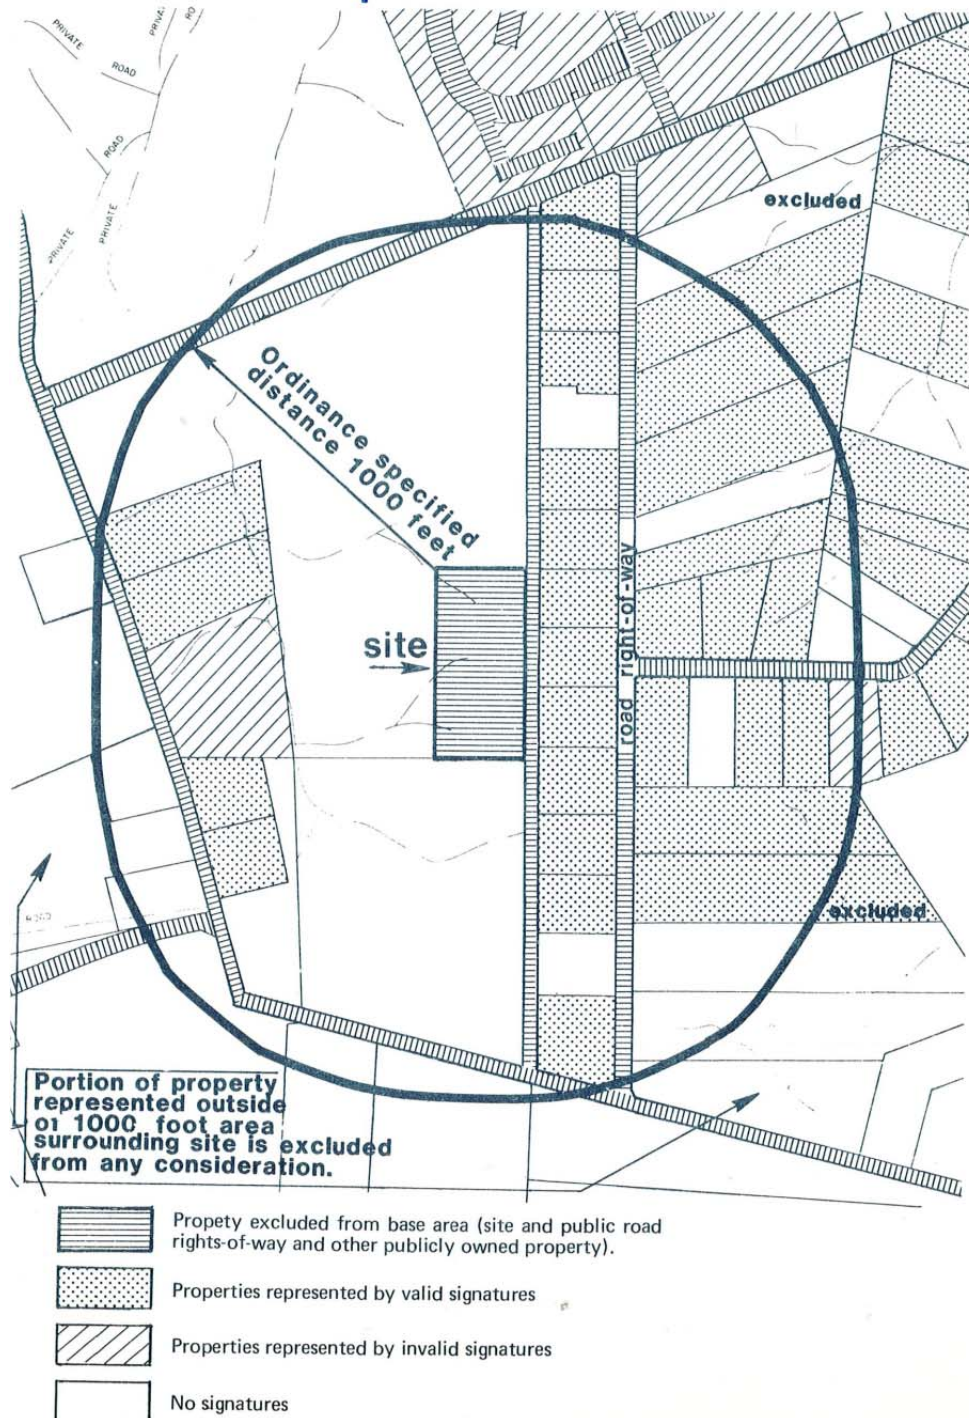 PRIVATE
ROAD
PRIVA
RO
ROAD
PRIVATE
PRIVATE
excluded
Ordinance specified
distance 1000 feet
site
road right-of-way
excluded
ROAD
Portion of property
represented outside
of 1000 foot area
surrounding site is excluded
from any consideration.
Propety excluded from base area (site and public road
rights-of-way and other publicly owned property).
Properties represented by valid signatures
Properties represented by invalid signatures
No signatures